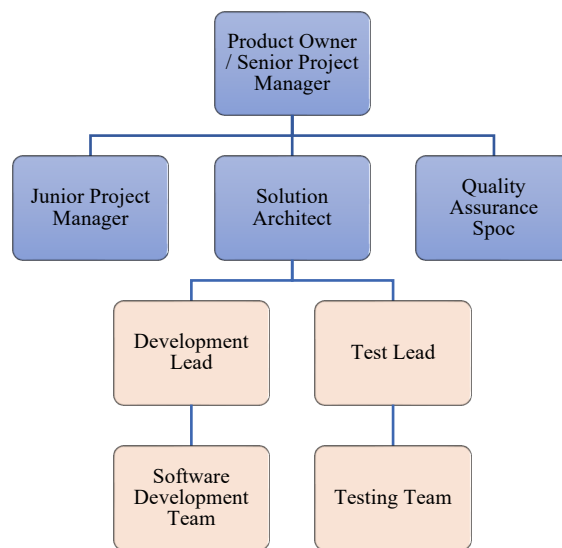 Product Owner
/ Senior Project
Manager
Junior Project
Manager
Solution
Architect
Quality
Assurance
Spoc
Development
Lead
Test Lead
Software
Development
Team
Testing Team